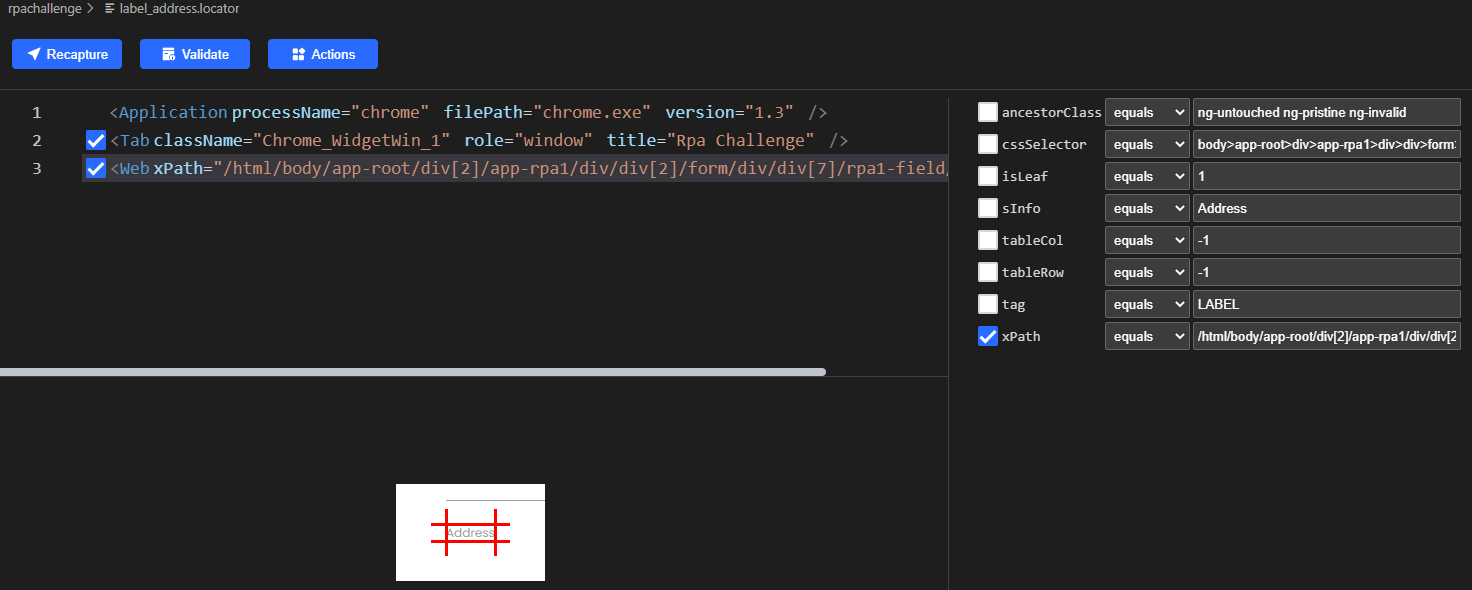 rpachallenge > label_address.locator
Recapture Validate Actions
1 <Application processName="chrome" filePath="chrome.exe" version="1.3" />
2 <Tab className="Chrome_WidgetWin_1" role="window" title="Rpa Challenge" />
3 <Web xPath="/html/body/app-root/div[2]/app-rpa1/div/div[2]/form/div/div[7]/rpa1-field/
ancestorClass equals ng-untouched ng-pristine ng-invalid
cssSelector equals body>app-root>div>app-rpa1>div>div>form>
isLeaf equals 1
sInfo equals Address
tableCol equals -1
tableRow equals -1
tag equals LABEL
xPath equals /html/body/app-root/div[2]/app-rpa1/div/div[2
Address